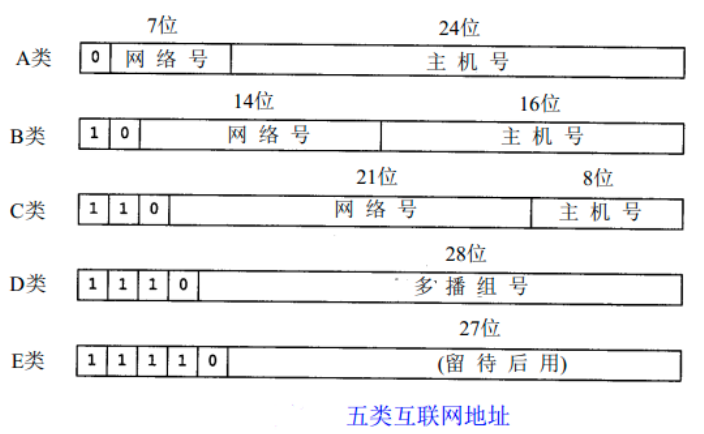 7位 24位
A类 0 网络号 主机号
14位 16位
B类 1 0 网络号 主机号
21位 8位
C类 1 1 0 网络号 主机号
28位
D类 1 1 1 0 多播组号
27位
E类 1 1 1 1 0 (留待后用)
五类互联网地址